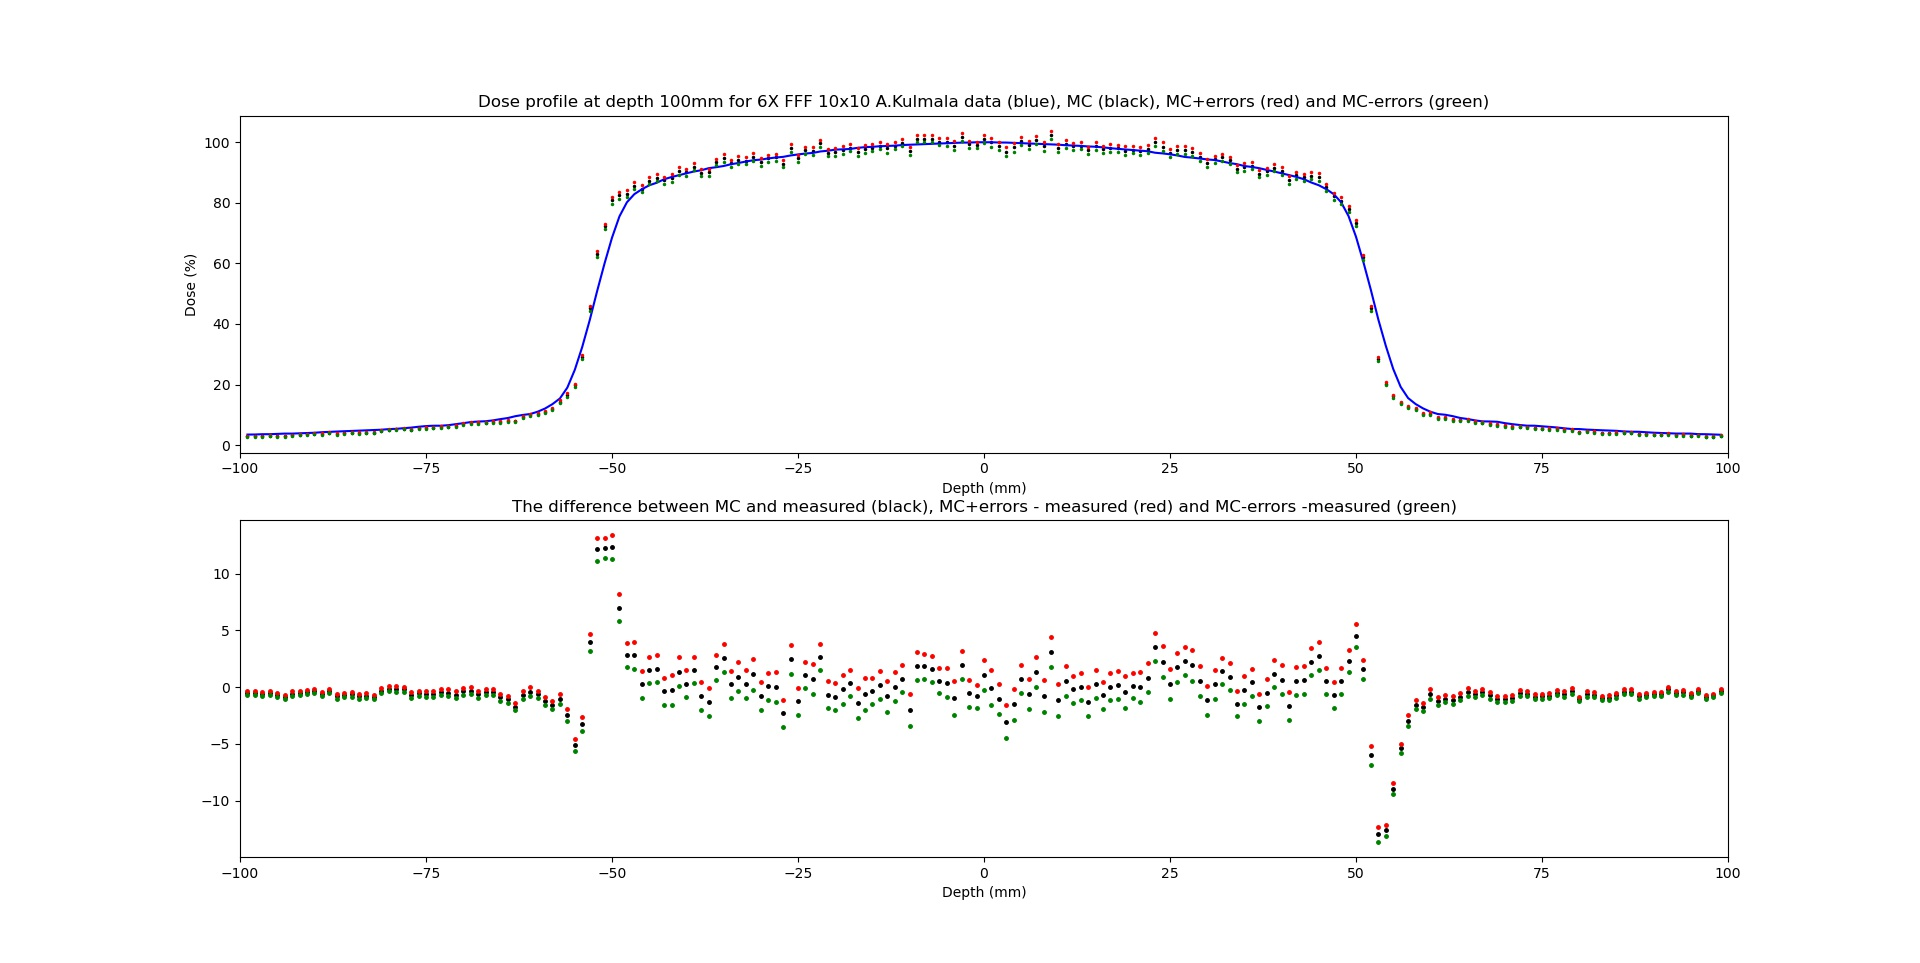 Dose profile at depth 100mm for 6X FFF 10x10 A.Kulmala data (blue), MC (black), MC+errors (red) and MC-errors (green)
100
80
60
40
20
0
Dose (%)
−100 −75 −50 −25 0 25 50 75 100
Depth (mm)
The difference between MC and measured (black), MC+errors - measured (red) and MC-errors -measured (green)
10
5
0
−5
−10
−100 −75 −50 −25 0 25 50 75 100
Depth (mm)